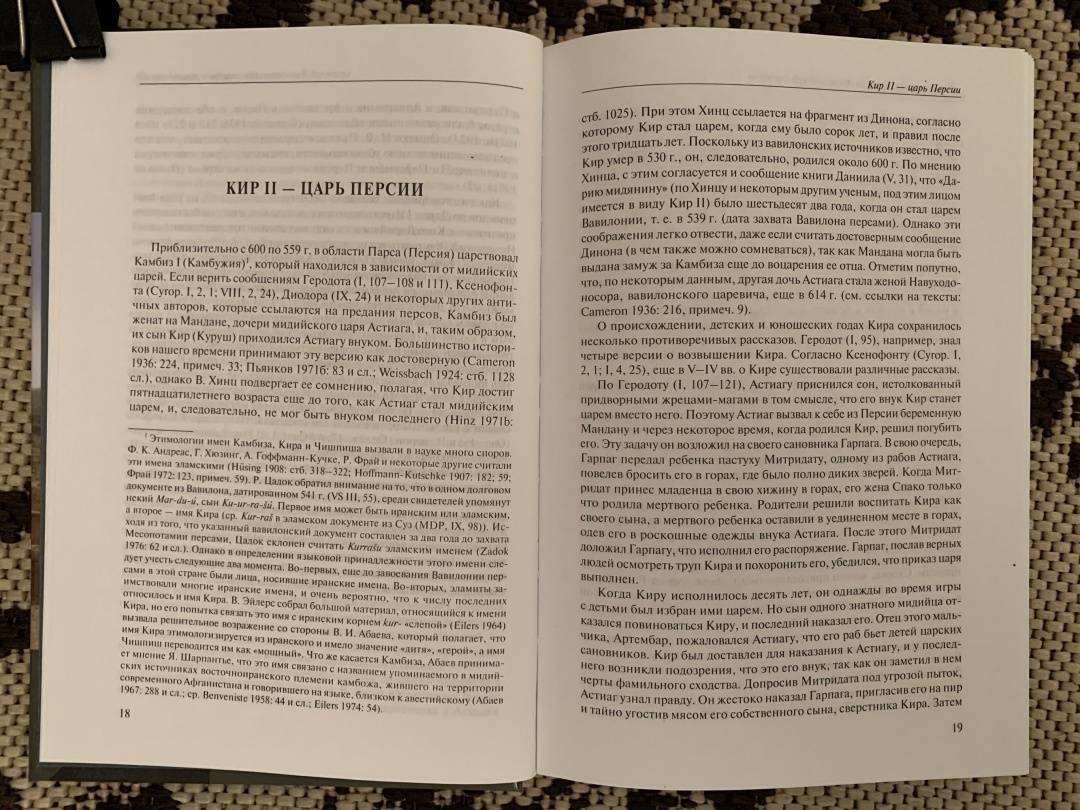 КИР II — ЦАРЬ ПЕРСИИ
Приблизительно с 600 по 559 г. в области Парса (Персия) царствовал
Камбиз I (Камбужия)¹, который находился в зависимости от мидийских
царей. Если верить сообщениям Геродота (I, 107—108 и 111), Ксенофон-
та (Cyrop. I, 2, 1; VIII, 2, 24), Диодора (IX, 24) и некоторых других анти-
чных авторов, которые ссылаются на предания персов, Камбиз был
женат на Мандане, дочери мидийского царя Астиага, и, таким образом,
их сын Кир (Куруш) приходился Астиагу внуком. Большинство истори-
ков нашего времени принимают эту версию как достоверную (Cameron
1936: 224, примеч. 33; Пьянков 1971б: 83 и сл.; Weissbach 1924: стб. 1128
сл.), однако В. Хинц подвергает ее сомнению, полагая, что Кир достиг
пятнадцатилетнего возраста еще до того, как Астиаг стал мидийским
царем, и, следовательно, не мог быть внуком последнего (Hinz 1971b:
¹ Этимологии имен Камбиза, Кира и Чишпиша вызвали в науке много споров.
Ф. К. Андреас, Г. Хюзинг, А. Гоффманн-Кучке, Р. Фрай и некоторые другие считали
эти имена эламскими (Hüsing 1908: стб. 318—322; Hoffmann-Kutschke 1907: 182; 59;
Фрай 1972: 123, примеч. 59). Р. Цадок обратил внимание на то, что в одном долговом
документе из Вавилона, датированном 541 г. (VS III, 55), среди свидетелей упомянут
некий Mar-du-ú, сын Ku-ur-ra-šú. Первое имя может быть иранским или эламским,
а второе – имя Кира (ср. Kur-raš в эламском документе из Суз (MDP, IX, 98)). Ис-
ходя из того, что указанный вавилонский документ составлен за два года до захвата
Месопотамии персами, Цадок склонен считать Kurrašu эламским именем (Zadok
1976: 62 и сл.). Однако в определении языковой принадлежности этого имени сле-
дует учесть следующие два момента. Во-первых, еще до завоевания Вавилонии пер-
сами в этой стране были лица, носившие иранские имена. Во-вторых, эламиты за-
имствовали многие иранские имена, и очень вероятно, что к числу последних
относилось и имя Кира. В. Эйлерс собрал большой материал, относящийся к имени
Кира, но его попытка связать это имя с иранским корнем kur- «слепой» (Eilers 1964)
вызвала решительное возражение со стороны В. И. Абаева, который полагает, что
имя Кира этимологизируется из иранского и имело значение «дитя», «герой», а имя
Чишпиш переводится им как «мощный». Что же касается Камбиза, Абаев принима-
ет мнение Я. Шарпантье, что это имя связано с названием упоминаемого в мидий-
ских источниках восточноиранского племени камбожа, жившего на территории
современного Афганистана и говорившего на языке, близком к авестийскому (Абаев
1967: 288 и сл.; ср. Benveniste 1958: 44 и сл.; Eilers 1974: 54).
18
Кир II — царь Персии
стб. 1025). При этом Хинц ссылается на фрагмент из Динона, согласно
которому Кир стал царем, когда ему было сорок лет, и правил после
этого тридцать лет. Поскольку из вавилонских источников известно, что
Кир умер в 530 г., он, следовательно, родился около 600 г. По мнению
Хинца, с этим согласуется и сообщение книги Даниила (V, 31), что «Да-
рию мидянину» (по Хинцу и некоторым другим ученым, под этим лицом
имеется в виду Кир II) было шестьдесят два года, когда он стал царем
Вавилонии, т. е. в 539 г. (дата захвата Вавилона персами). Однако эти
соображения легко отвести, даже если считать достоверным сообщение
Динона (в чем также можно сомневаться), так как Мандана могла быть
выдана замуж за Камбиза еще до воцарения ее отца. Отметим попутно,
что, по некоторым данным, другая дочь Астиага стала женой Навуходо-
носора, вавилонского царевича, еще в 614 г. (см. ссылки на тексты:
Cameron 1936: 216, примеч. 9).
О происхождении, детских и юношеских годах Кира сохранилось
несколько противоречивых рассказов. Геродот (I, 95), например, знал
четыре версии о возвышении Кира. Согласно Ксенофонту (Cyrop. I,
2, 1; I, 4, 25), еще в V—IV вв. о Кире существовали различные рассказы.
По Геродоту (I, 107—121), Астиагу приснился сон, истолкованный
придворными жрецами-магами в том смысле, что его внук Кир станет
царем вместо него. Поэтому Астиаг вызвал к себе из Персии беременную
Мандану и через некоторое время, когда родился Кир, решил погубить
его. Эту задачу он возложил на своего сановника Гарпага. В свою очередь,
Гарпаг передал ребенка пастуху Митридату, одному из рабов Астиага,
повелев бросить его в горах, где было полно диких зверей. Когда Мит-
ридат принес младенца в свою хижину в горах, его жена Спако только
что родила мертвого ребенка. Родители решили воспитать Кира как
своего сына, а мертвого ребенка оставили в уединенном месте в горах,
одев его в роскошные одежды внука Астиага. После этого Митридат
доложил Гарпагу, что исполнил его распоряжение. Гарпаг, послав верных
людей осмотреть труп Кира и похоронить его, убедился, что приказ царя
выполнен.
Когда Киру исполнилось десять лет, он однажды во время игры
с детьми был избран ими царем. Но сын одного знатного мидийца от-
казался повиноваться Киру, и последний наказал его. Отец этого маль-
чика, Артембар, пожаловался Астиагу, что его раб бьет детей царских
сановников. Кир был доставлен для наказания к Астиагу, и у послед-
него возникли подозрения, что это его внук, так как он заметил в нем
черты фамильного сходства. Допросив Митридата под угрозой пыток,
Астиаг узнал правду. Он жестоко наказал Гарпага, пригласив его на пир
и тайно угостив мясом его собственного сына, сверстника Кира. Затем
19